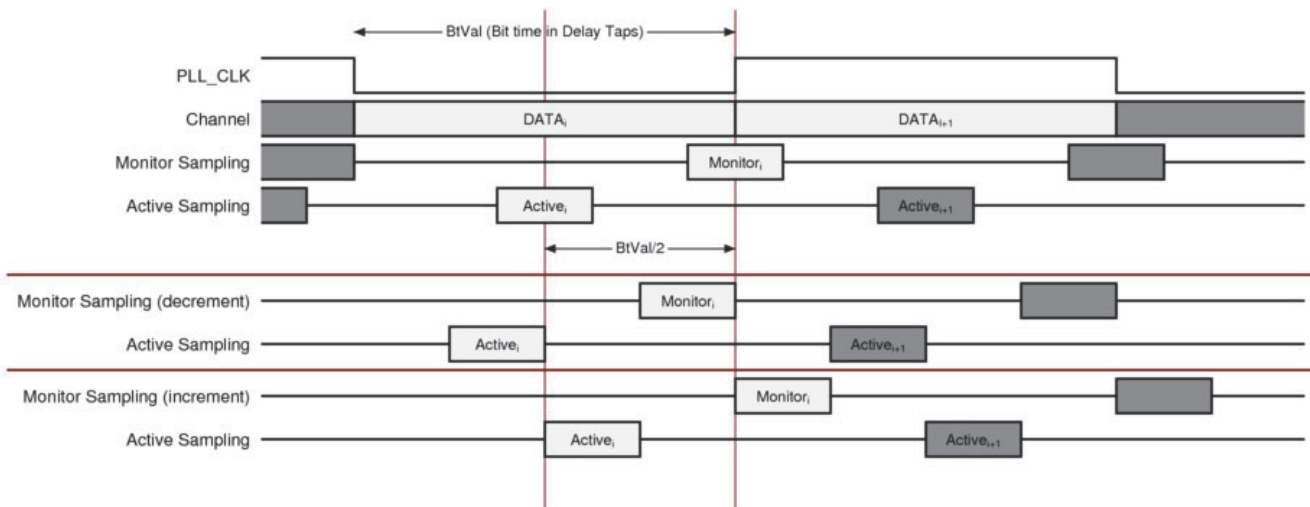 BtVal (Bit time in Delay Taps)
PLL_CLK
Channel DATAi DATAi+1
Monitor Sampling Monitori
Active Sampling Activei Activei+1
BtVal/2
Monitor Sampling (decrement) Monitori
Active Sampling Activei Activei+1
Monitor Sampling (increment) Monitori
Active Sampling Activei Activei+1